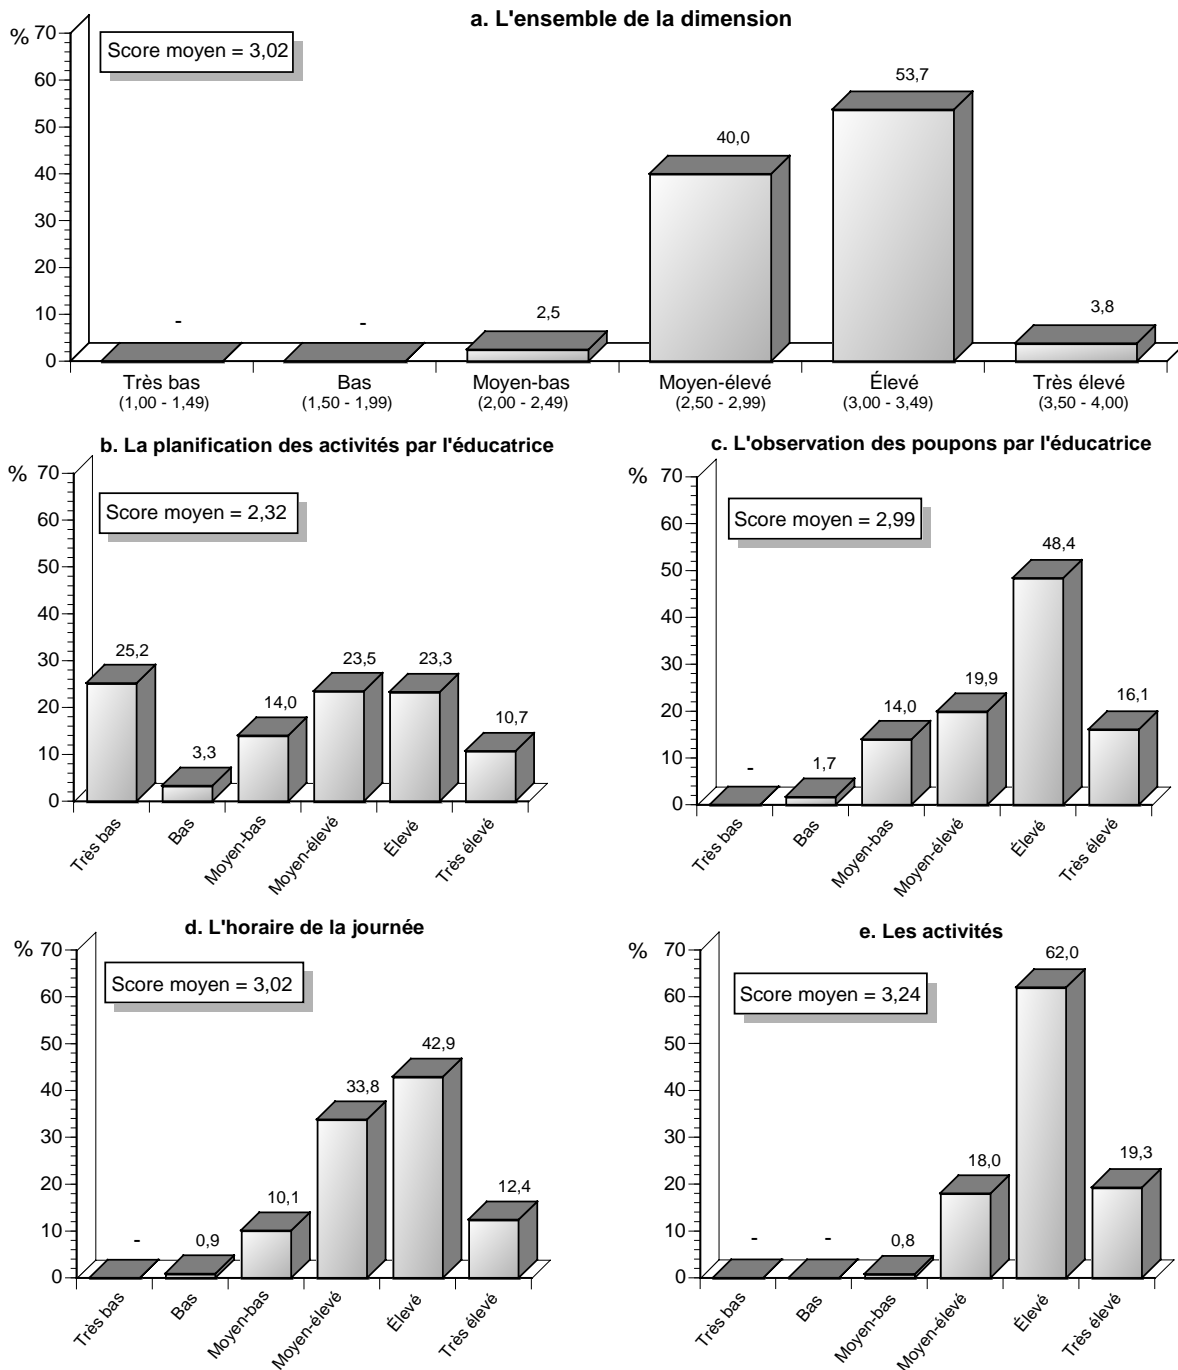 a. L'ensemble de la dimension
%
70
60
50
40
30
20
10
0
Score moyen = 3,02
-
-
2,5
40,0
53,7
3,8
Très bas
(1,00 - 1,49)
Bas
(1,50 - 1,99)
Moyen-bas
(2,00 - 2,49)
Moyen-élevé
(2,50 - 2,99)
Élevé
(3,00 - 3,49)
Très élevé
(3,50 - 4,00)
b. La planification des activités par l'éducatrice
%
70
60
50
40
30
20
10
0
Score moyen = 2,32
25,2
3,3
14,0
23,5
23,3
10,7
Très bas
Bas
Moyen-bas
Moyen-élevé
Élevé
Très élevé
c. L'observation des poupons par l'éducatrice
%
70
60
50
40
30
20
10
0
Score moyen = 2,99
-
1,7
14,0
19,9
48,4
16,1
Très bas
Bas
Moyen-bas
Moyen-élevé
Élevé
Très élevé
d. L'horaire de la journée
%
70
60
50
40
30
20
10
0
Score moyen = 3,02
-
0,9
10,1
33,8
42,9
12,4
Très bas
Bas
Moyen-bas
Moyen-élevé
Élevé
Très élevé
e. Les activités
%
70
60
50
40
30
20
10
0
Score moyen = 3,24
-
-
0,8
18,0
62,0
19,3
Très bas
Bas
Moyen-bas
Moyen-élevé
Élevé
Très élevé